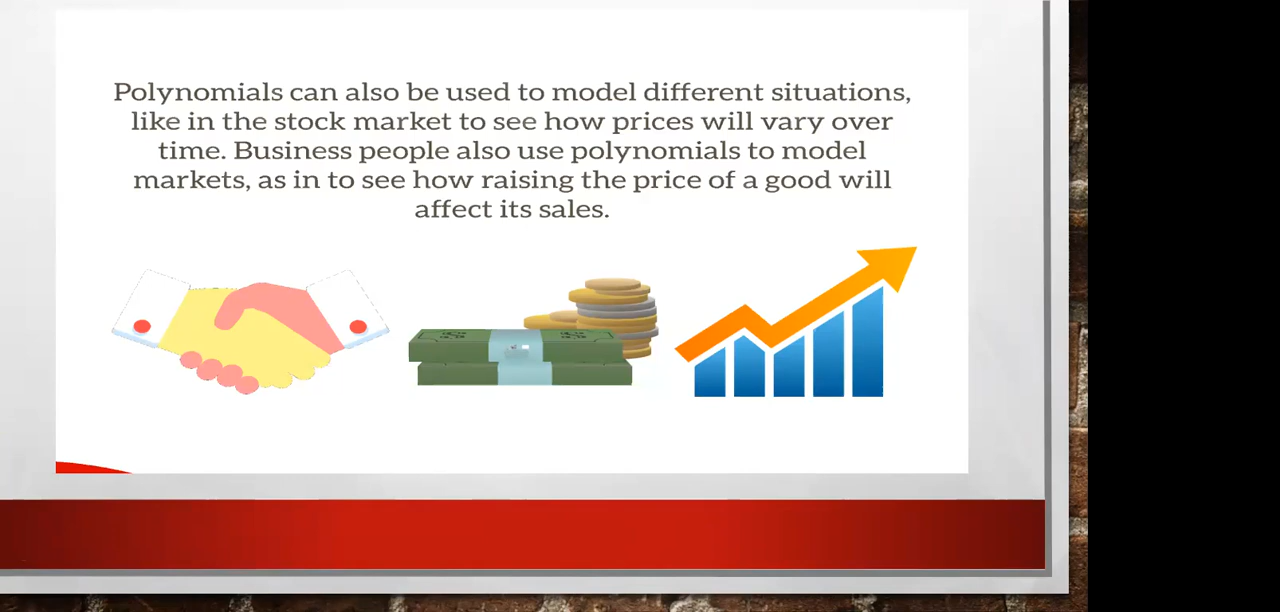 Polynomials can also be used to model different situations,
like in the stock market to see how prices will vary over
time. Business people also use polynomials to model
markets, as in to see how raising the price of a good will
affect its sales.